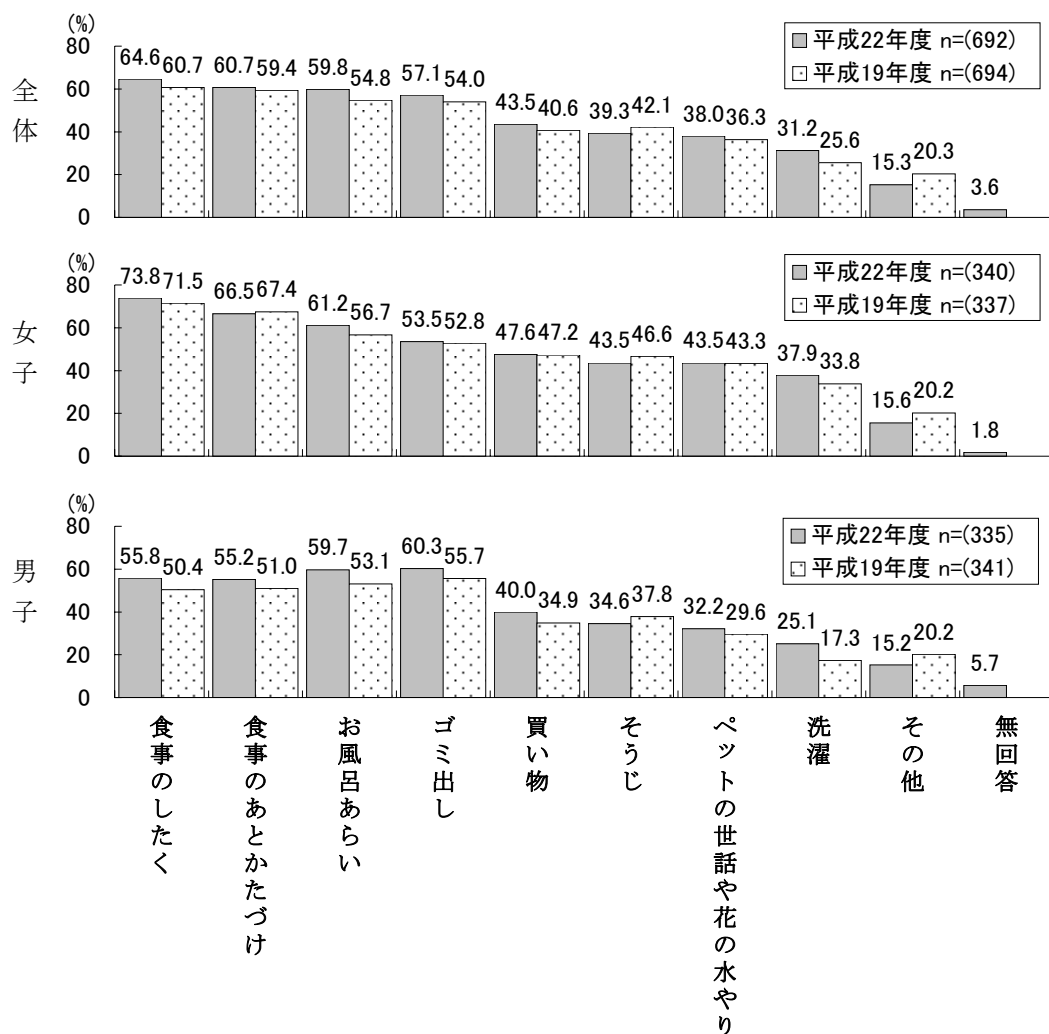 (%)
80
60
40
20
0
全体
64.6 60.7 60.7 59.4 59.8 54.8 57.1 54.0 43.5 40.6 39.3 42.1 38.0 36.3 31.2 25.6 15.3 20.3 3.6
平成22年度 n=(692)
平成19年度 n=(694)
(%)
80
60
40
20
0
女子
73.8 71.5 66.5 67.4 61.2 56.7 53.5 52.8 47.6 47.2 43.5 46.6 43.5 43.3 37.9 33.8 15.6 20.2 1.8
平成22年度 n=(340)
平成19年度 n=(337)
(%)
80
60
40
20
0
男子
55.8 50.4 55.2 51.0 59.7 53.1 60.3 55.7 40.0 34.9 34.6 37.8 32.2 29.6 25.1 17.3 15.2 20.2 5.7
平成22年度 n=(335)
平成19年度 n=(341)
食事のしたく
食事のあとかたづけ
お風呂あらい
ゴミ出し
買い物
そうじ
ペットの世話や花の水やり
洗濯
その他
無回答